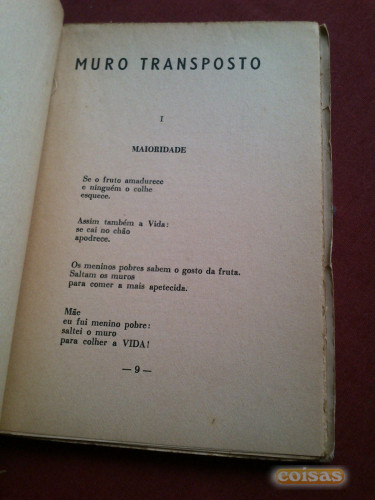 MURO TRANSPOSTO
I
MAIORIDADE
Se o fruto amadurece
e ninguém o colhe
esquece.
Assim também a Vida:
se cai no chão
apodrece.
Os meninos pobres sabem o gosto da fruta.
Saltam os muros
para comer a mais apetecida.
Mãe
eu fui menino pobre:
saltei o muro
para colher a VIDA!
— 9 —
coisas